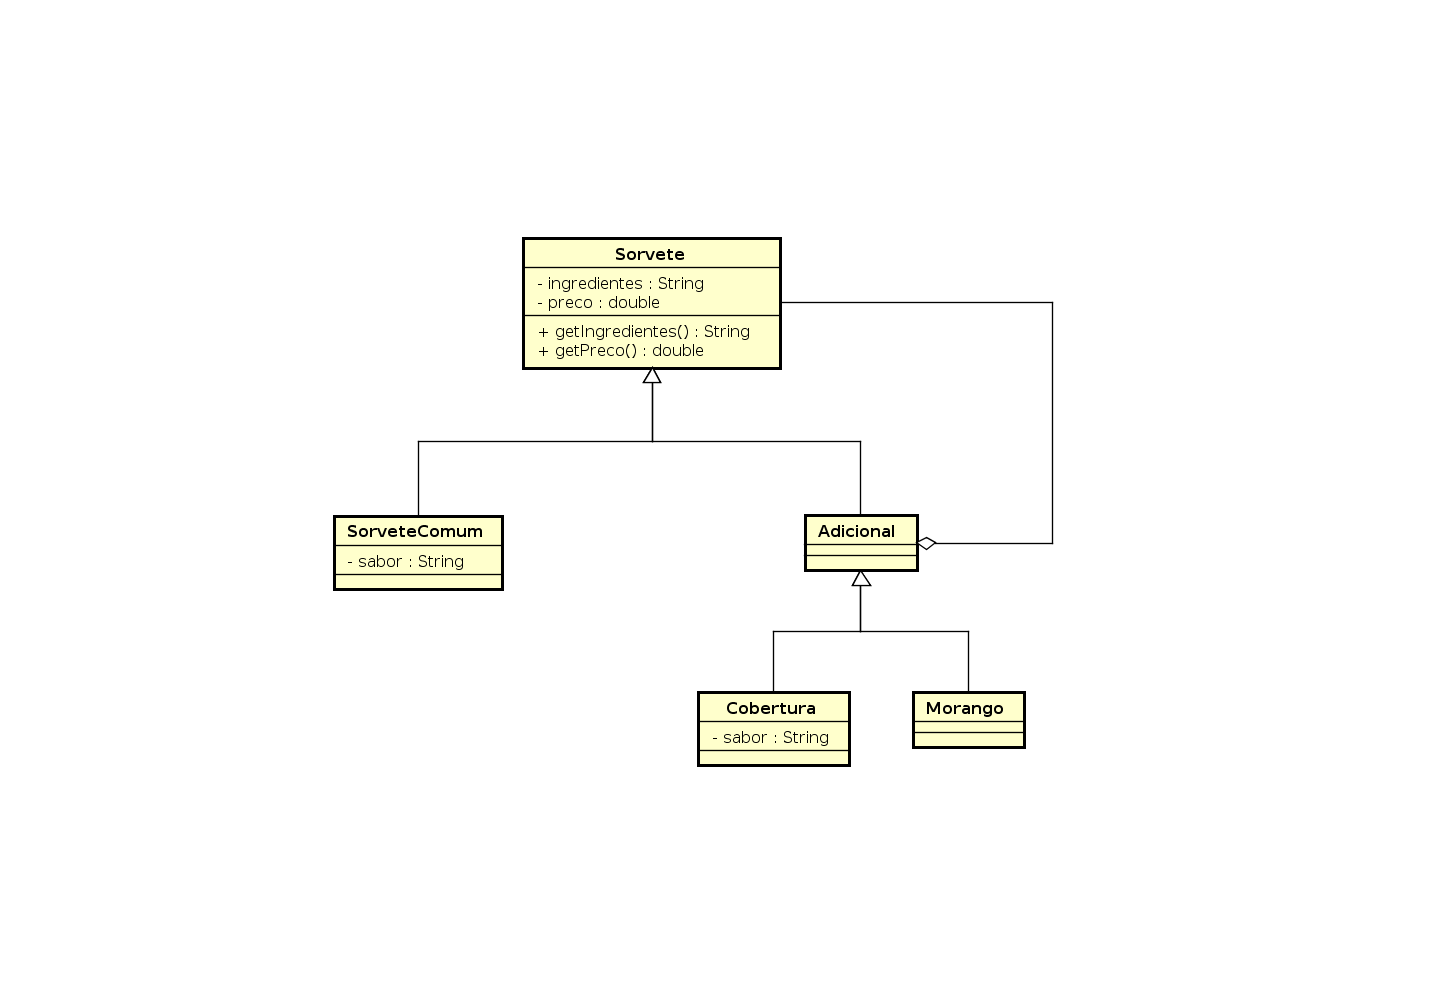 Sorvete
- ingredientes : String
- preco : double
+ getIngredientes() : String
+ getPreco() : double
SorveteComum
- sabor : String
Adicional
Cobertura
- sabor : String
Morango